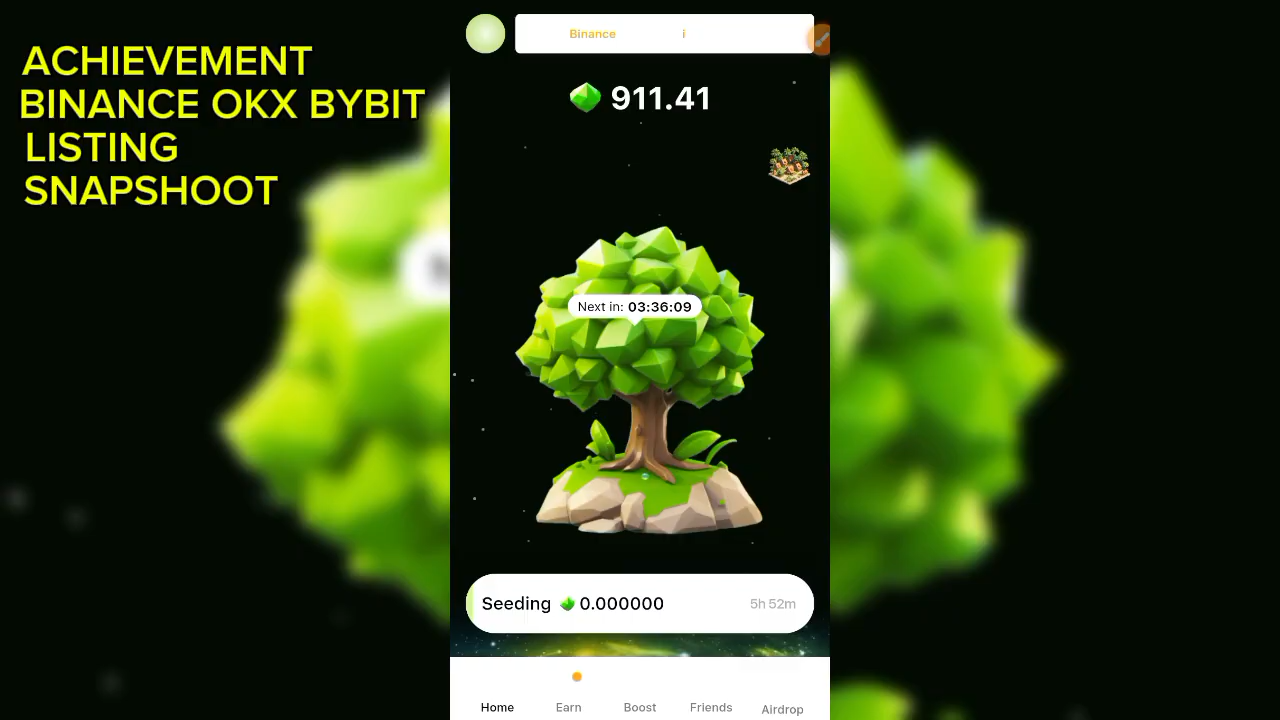 ACHIEVEMENT
BINANCE OKX BYBIT
LISTING
SNAPSHOOT
Binance i
911.41
Next in: 03:36:09
Seeding 0.000000 5h 52m
Home Earn Boost Friends Airdrop